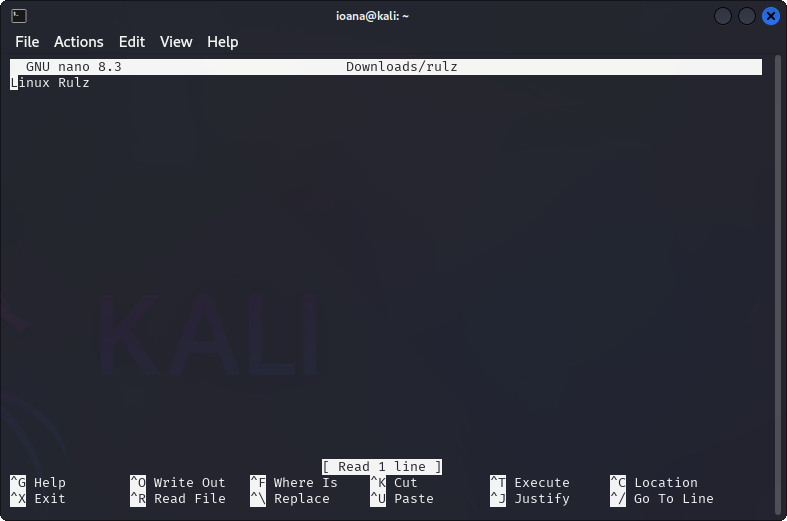 ioana@kali: ~
File Actions Edit View Help
GNU nano 8.3 Downloads/rulz
Linux Rulz
KALI
[ Read 1 line ]
^G Help ^O Write Out ^F Where Is ^K Cut ^T Execute ^C Location
^X Exit ^R Read File ^\ Replace ^U Paste ^J Justify ^/ Go To Line